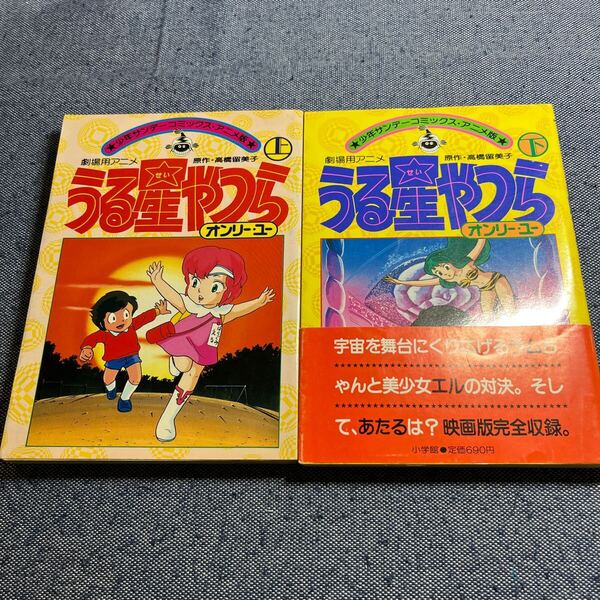 ★少年サンデーコミックス・アニメ版★
劇場用アニメ
原作・高橋留美子
上
うる星やつら
せい
オンリー・ユー
★少年サンデーコミックス・アニメ版★
劇場用アニメ
原作・高橋留美子
下
うる星やつら
せい
オンリー・ユー
宇宙を舞台にくり
げる
ゃんと美少女エルの対決。そし
て、あたるは？映画版完全収録。
小学館●定価690円